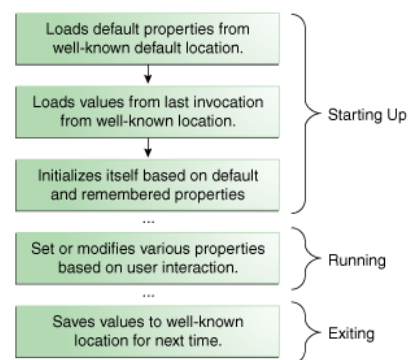 Loads default properties from
well-known default location.
Loads values from last invocation
from well-known location.
Initializes itself based on default
and remembered properties
Starting Up
...
Set or modifies various properties
based on user interaction.
Running
...
Saves values to well-known
location for next time.
Exiting